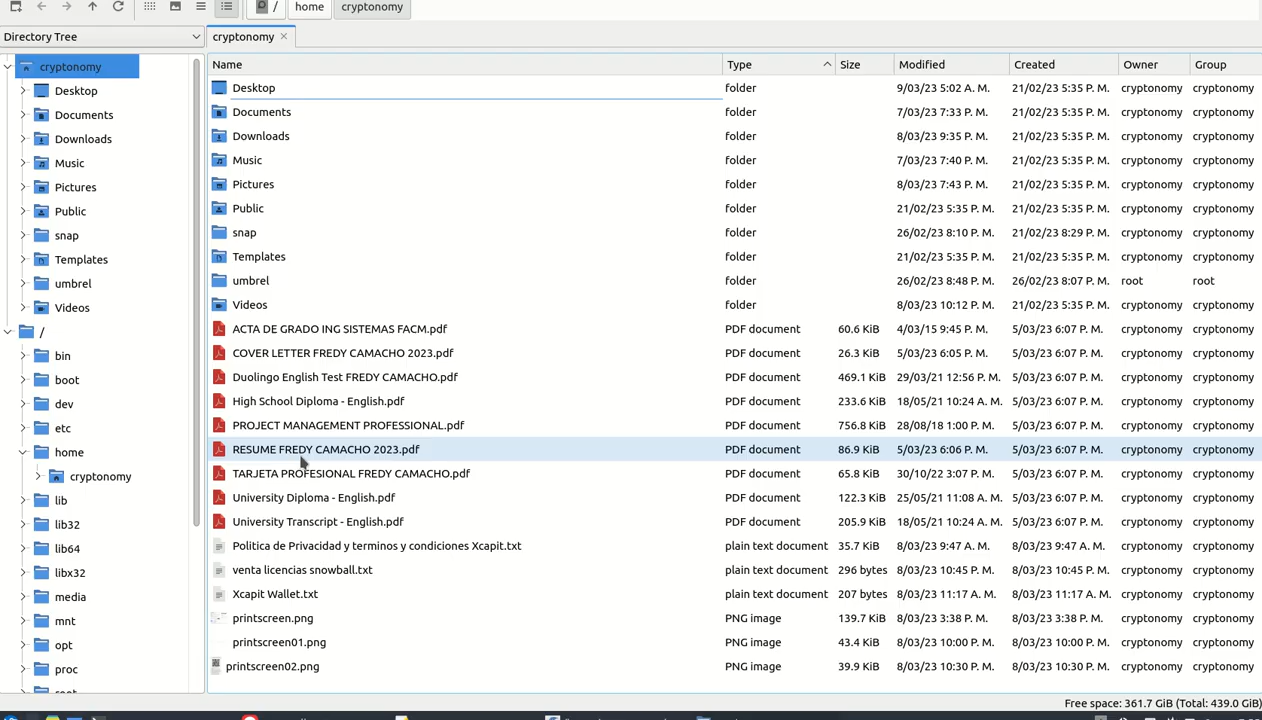 / home cryptonomy
Directory Tree
cryptonomy
cryptonomy
Desktop
Documents
Downloads
Music
Pictures
Public
snap
Templates
umbrel
Videos
/
bin
boot
dev
etc
home
cryptonomy
lib
lib32
lib64
libx32
media
mnt
opt
proc
root
Name Type Size Modified Created Owner Group
Desktop folder 9/03/23 5:02 A. M. 21/02/23 5:35 P. M. cryptonomy cryptonomy
Documents folder 7/03/23 7:33 P. M. 21/02/23 5:35 P. M. cryptonomy cryptonomy
Downloads folder 8/03/23 9:35 P. M. 21/02/23 5:35 P. M. cryptonomy cryptonomy
Music folder 7/03/23 7:40 P. M. 21/02/23 5:35 P. M. cryptonomy cryptonomy
Pictures folder 8/03/23 7:43 P. M. 21/02/23 5:35 P. M. cryptonomy cryptonomy
Public folder 21/02/23 5:35 P. M. 21/02/23 5:35 P. M. cryptonomy cryptonomy
snap folder 26/02/23 8:10 P. M. 21/02/23 8:29 P. M. cryptonomy cryptonomy
Templates folder 21/02/23 5:35 P. M. 21/02/23 5:35 P. M. cryptonomy cryptonomy
umbrel folder 26/02/23 8:48 P. M. 26/02/23 8:07 P. M. root root
Videos folder 8/03/23 10:12 P. M. 21/02/23 5:35 P. M. cryptonomy cryptonomy
ACTA DE GRADO ING SISTEMAS FACM.pdf PDF document 60.6 KiB 4/03/15 9:45 P. M. 5/03/23 6:07 P. M. cryptonomy cryptonomy
COVER LETTER FREDY CAMACHO 2023.pdf PDF document 26.3 KiB 5/03/23 6:05 P. M. 5/03/23 6:07 P. M. cryptonomy cryptonomy
Duolingo English Test FREDY CAMACHO.pdf PDF document 469.1 KiB 29/03/21 12:56 P. M. 5/03/23 6:07 P. M. cryptonomy cryptonomy
High School Diploma - English.pdf PDF document 233.6 KiB 18/05/21 10:24 A. M. 5/03/23 6:07 P. M. cryptonomy cryptonomy
PROJECT MANAGEMENT PROFESSIONAL.pdf PDF document 756.8 KiB 28/08/18 1:00 P. M. 5/03/23 6:07 P. M. cryptonomy cryptonomy
RESUME FREDY CAMACHO 2023.pdf PDF document 86.9 KiB 5/03/23 6:06 P. M. 5/03/23 6:07 P. M. cryptonomy cryptonomy
TARJETA PROFESIONAL FREDY CAMACHO.pdf PDF document 65.8 KiB 30/10/22 3:07 P. M. 5/03/23 6:07 P. M. cryptonomy cryptonomy
University Diploma - English.pdf PDF document 122.3 KiB 25/05/21 11:08 A. M. 5/03/23 6:07 P. M. cryptonomy cryptonomy
University Transcript - English.pdf PDF document 205.9 KiB 18/05/21 10:24 A. M. 5/03/23 6:07 P. M. cryptonomy cryptonomy
Politica de Privacidad y terminos y condiciones Xcapit.txt plain text document 35.7 KiB 8/03/23 9:47 A. M. 8/03/23 9:47 A. M. cryptonomy cryptonomy
venta licencias snowball.txt plain text document 296 bytes 8/03/23 10:45 P. M. 8/03/23 10:45 P. M. cryptonomy cryptonomy
Xcapit Wallet.txt plain text document 207 bytes 8/03/23 11:17 A. M. 8/03/23 11:17 A. M. cryptonomy cryptonomy
printscreen.png PNG image 139.7 KiB 8/03/23 3:38 P. M. 8/03/23 3:38 P. M. cryptonomy cryptonomy
printscreen01.png PNG image 43.4 KiB 8/03/23 10:00 P. M. 8/03/23 10:00 P. M. cryptonomy cryptonomy
printscreen02.png PNG image 39.9 KiB 8/03/23 10:30 P. M. 8/03/23 10:30 P. M. cryptonomy cryptonomy
Free space: 361.7 GiB (Total: 439.0 GiB)